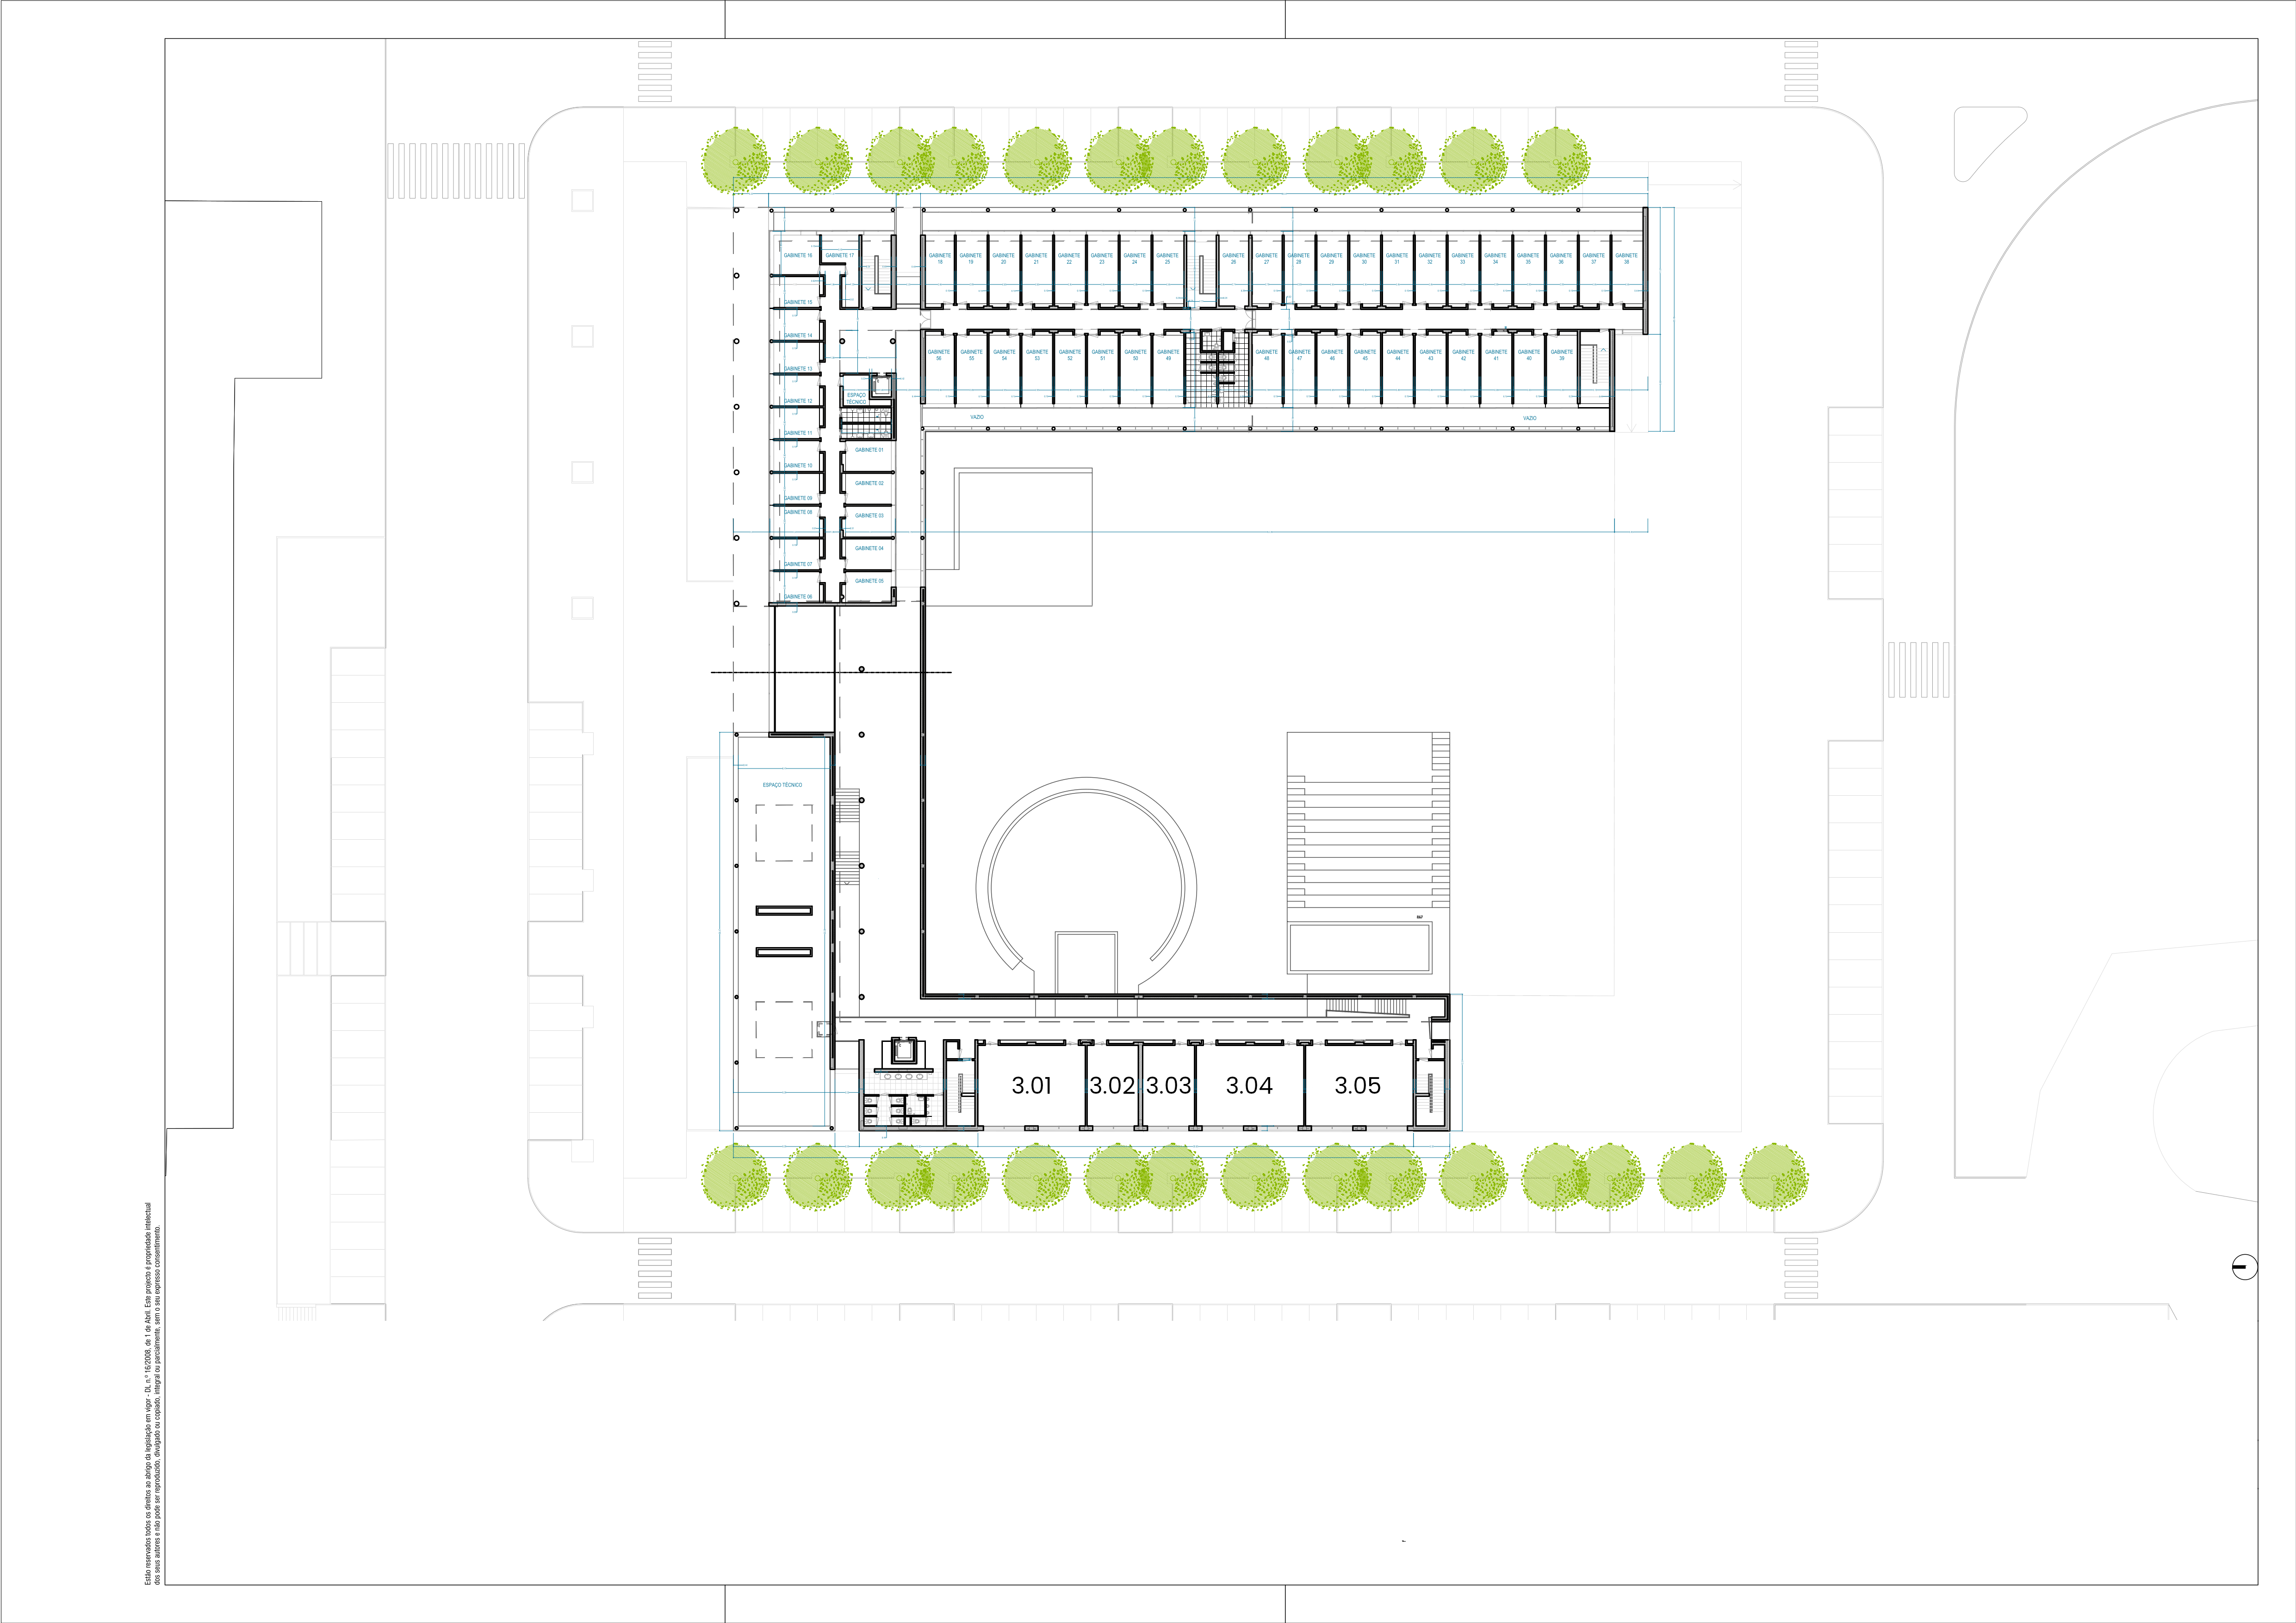 GABINETE 16
GABINETE 17
GABINETE
18
GABINETE
19
GABINETE
20
GABINETE
21
GABINETE
22
GABINETE
23
GABINETE
24
GABINETE
25
GABINETE
26
GABINETE
27
GABINETE
28
GABINETE
29
GABINETE
30
GABINETE
31
GABINETE
32
GABINETE
33
GABINETE
34
GABINETE
35
GABINETE
36
GABINETE
37
GABINETE
38
GABINETE 15
GABINETE 14
GABINETE 13
GABINETE 12
GABINETE 11
GABINETE 10
GABINETE 09
GABINETE 08
GABINETE 07
GABINETE 06
ESPAÇO
TÉCNICO
GABINETE 01
GABINETE 02
GABINETE 03
GABINETE 04
GABINETE 05
GABINETE
56
GABINETE
55
GABINETE
54
GABINETE
53
GABINETE
52
GABINETE
51
GABINETE
50
GABINETE
49
GABINETE
48
GABINETE
47
GABINETE
46
GABINETE
45
GABINETE
44
GABINETE
43
GABINETE
42
GABINETE
41
GABINETE
40
GABINETE
39
VAZIO
VAZIO
ESPAÇO TÉCNICO
3.01
3.02
3.03
3.04
3.05
Estão reservados todos os direitos ao abrigo da legislação em vigor - DL n.º 16/2008, de 1 de Abril. Este projecto é propriedade intelectual
dos seus autores e não pode ser reproduzido, divulgado ou copiado, integral ou parcialmente, sem o seu expresso consentimento.